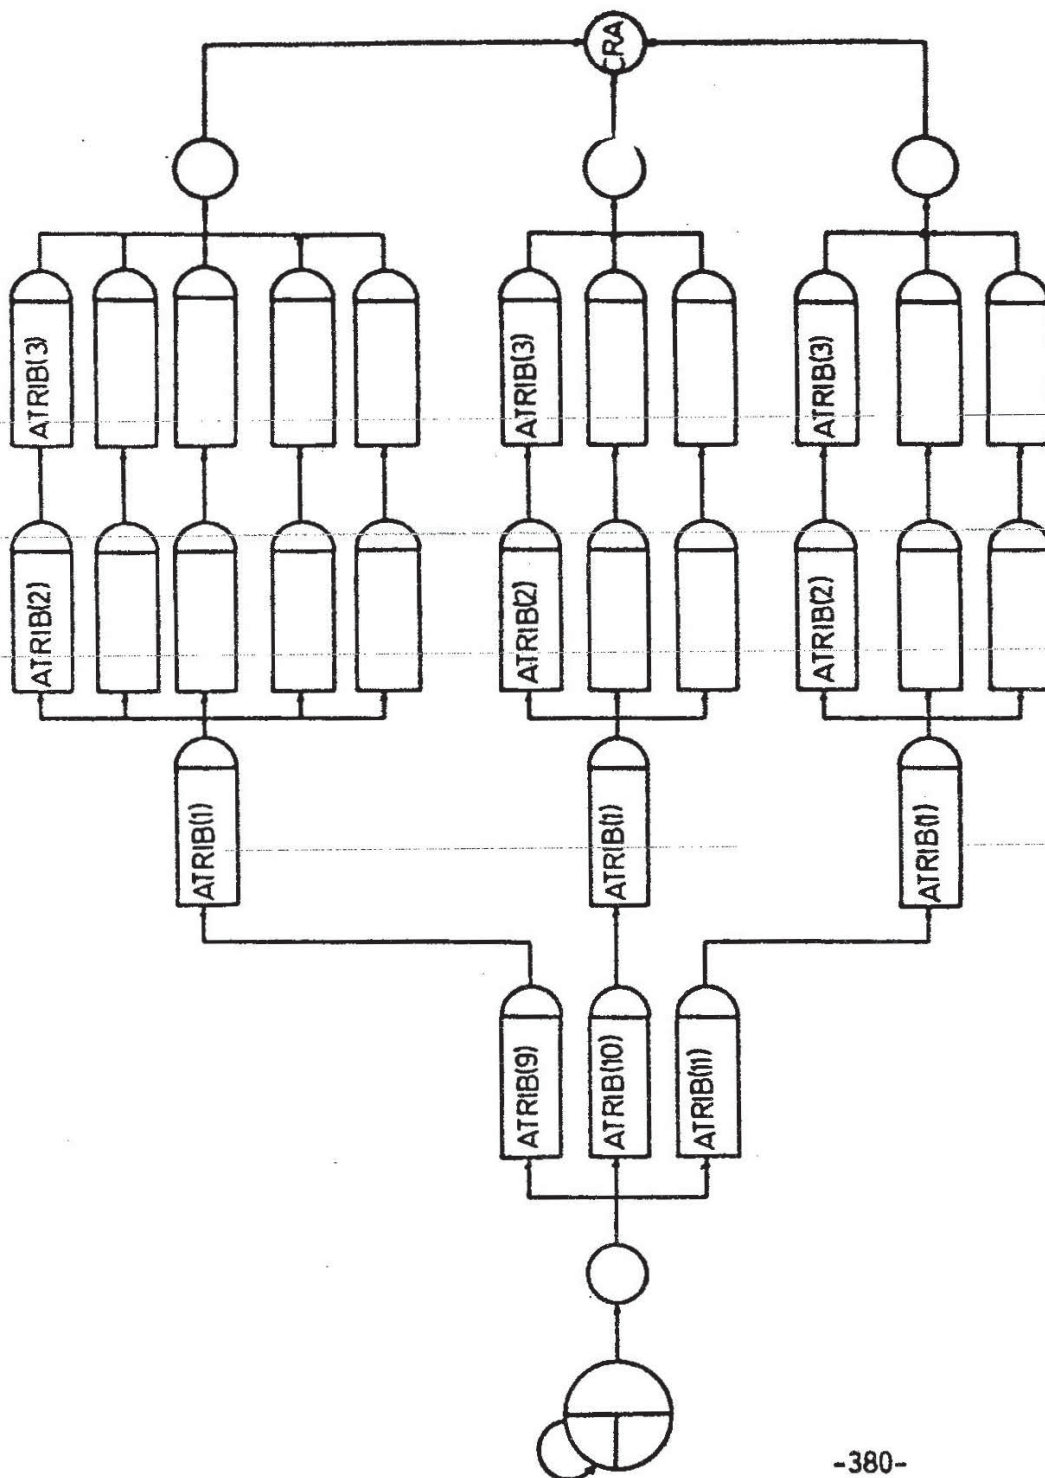 CRA
ATRIB(3)
ATRIB(3)
ATRIB(3)
ATRIB(2)
ATRIB(2)
ATRIB(2)
ATRIB(1)
ATRIB(1)
ATRIB(1)
ATRIB(9)
ATRIB(10)
ATRIB(11)
-380-